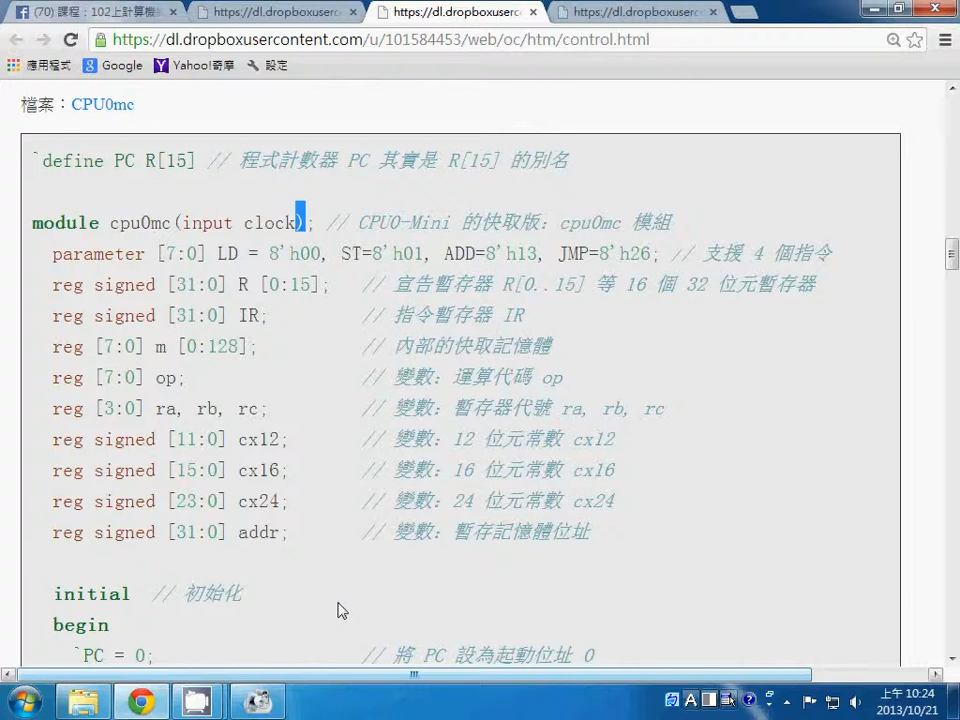 (70) 課程：102上計算機結
https://dl.dropboxuserc
https://dl.dropboxuserc
https://dl.dropboxuserc
https://dl.dropboxusercontent.com/u/101584453/web/oc/htm/control.html
應用程式 Google Yahoo!奇摩 設定
檔案：CPU0mc
`define PC R[15] // 程式計數器 PC 其實是 R[15] 的別名
module cpu0mc(input clock); // CPU0-Mini 的快取版：cpu0mc 模組
parameter [7:0] LD = 8'h00, ST=8'h01, ADD=8'h13, JMP=8'h26; // 支援 4 個指令
reg signed [31:0] R [0:15]; // 宣告暫存器 R[0..15] 等 16 個 32 位元暫存器
reg signed [31:0] IR; // 指令暫存器 IR
reg [7:0] m [0:128]; // 內部的快取記憶體
reg [7:0] op; // 變數：運算代碼 op
reg [3:0] ra, rb, rc; // 變數：暫存器代號 ra, rb, rc
reg signed [11:0] cx12; // 變數：12 位元常數 cx12
reg signed [15:0] cx16; // 變數：16 位元常數 cx16
reg signed [23:0] cx24; // 變數：24 位元常數 cx24
reg signed [31:0] addr; // 變數：暫存記憶體位址
initial // 初始化
begin
`PC = 0; // 將 PC 設為起動位址 0
上午 10:24
2013/10/21